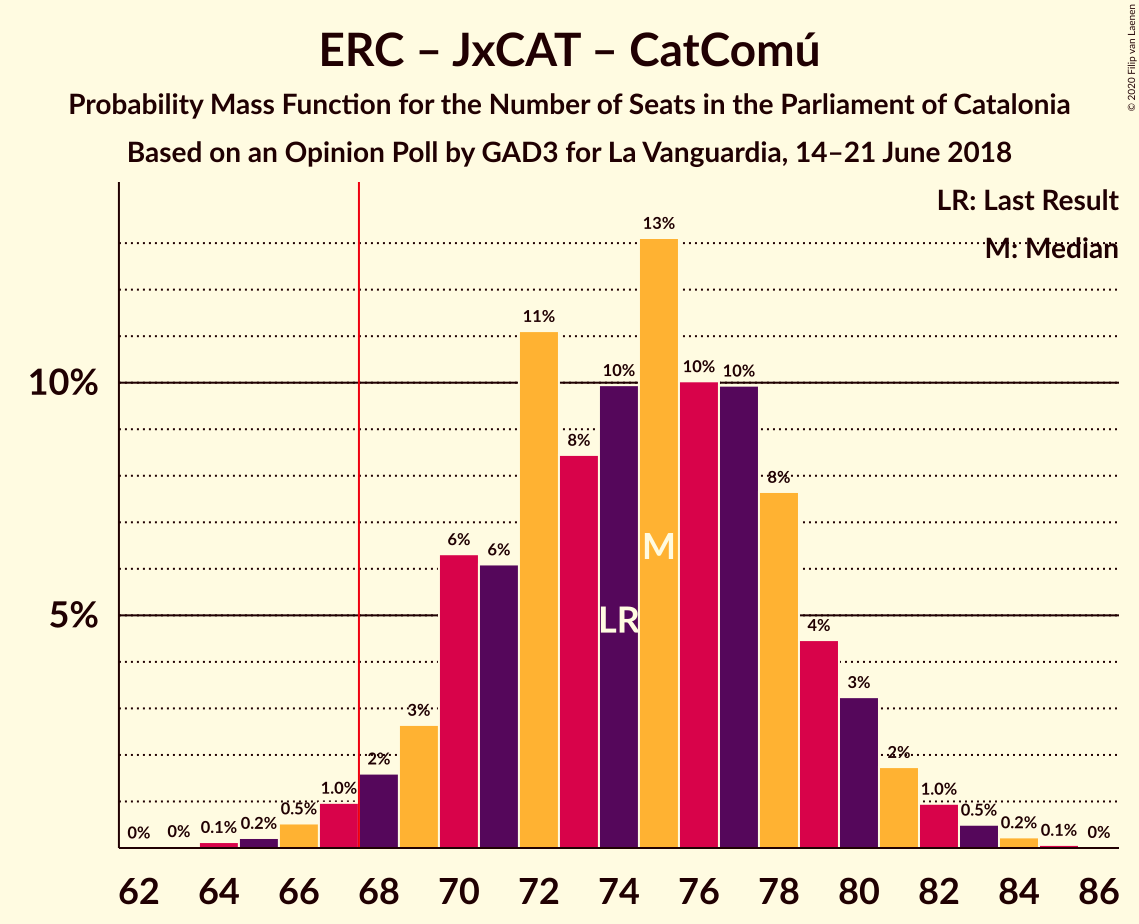 ERC – JxCAT – CatComú
Probability Mass Function for the Number of Seats in the Parliament of Catalonia
Based on an Opinion Poll by GAD3 for La Vanguardia, 14–21 June 2018
© 2020 Filip van Laenen
LR: Last Result
M: Median
10%
5%
0% 0% 0.1% 0.2% 0.5% 1.0% 2% 3% 6% 6% 11% 8% 10% 13% 10% 10% 8% 4% 3% 2% 1.0% 0.5% 0.2% 0.1% 0%
M
LR
62 64 66 68 70 72 74 76 78 80 82 84 86